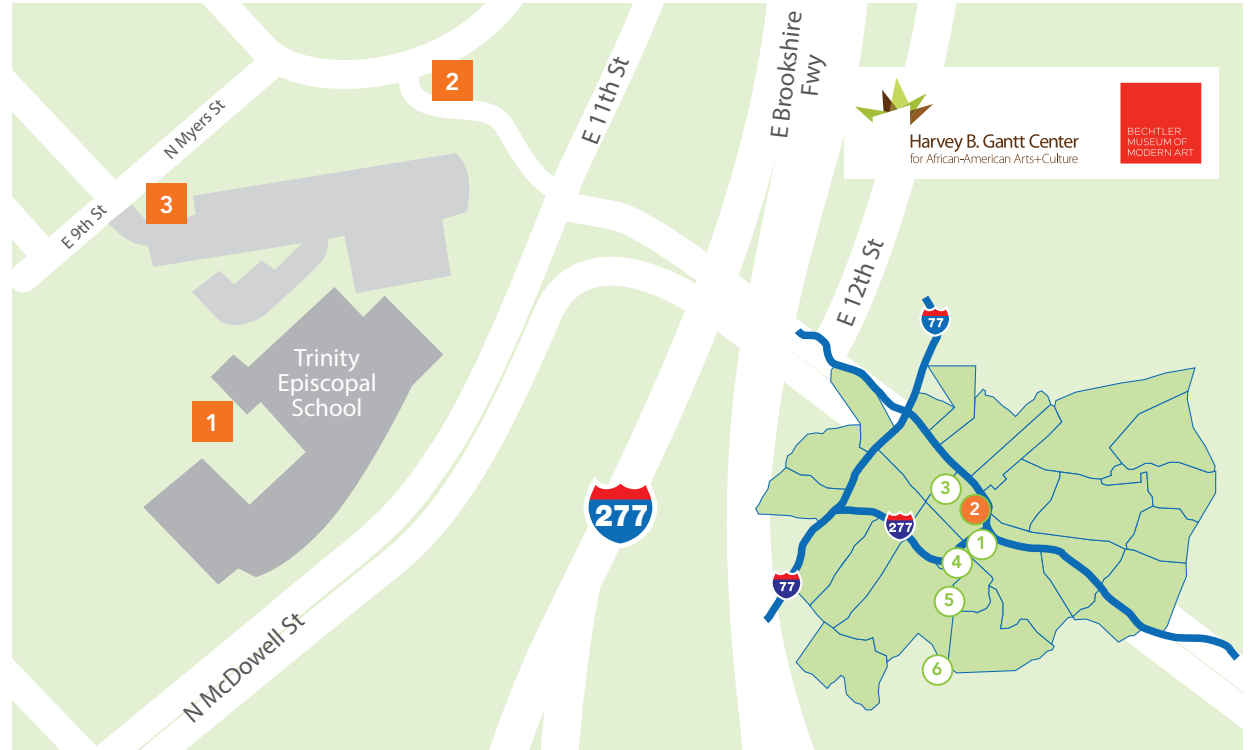 2
E 11th St
E Brookshire
Fwy
Harvey B. Gantt Center
for African-American Arts+Culture
BECHTLER
MUSEUM OF
MODERN ART
N Myers St
3
E 9th St
E 12th St
77
Trinity
Episcopal
School
1
277
3
2
277
1
4
77
5
6
N McDowell St